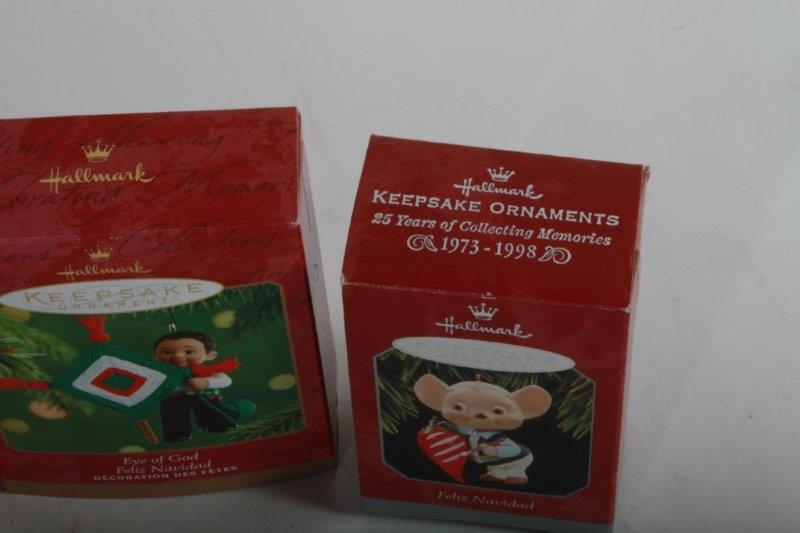 Hallmark
Hallmark
KEEPSAKE
ORNAMENT
Eye of God
Feliz Navidad
DÉCORATION DES FÊTES
Hallmark
KEEPSAKE ORNAMENTS
25 Years of Collecting Memories
1973-1998
Hallmark
KEEPSAKE
Feliz Navidad